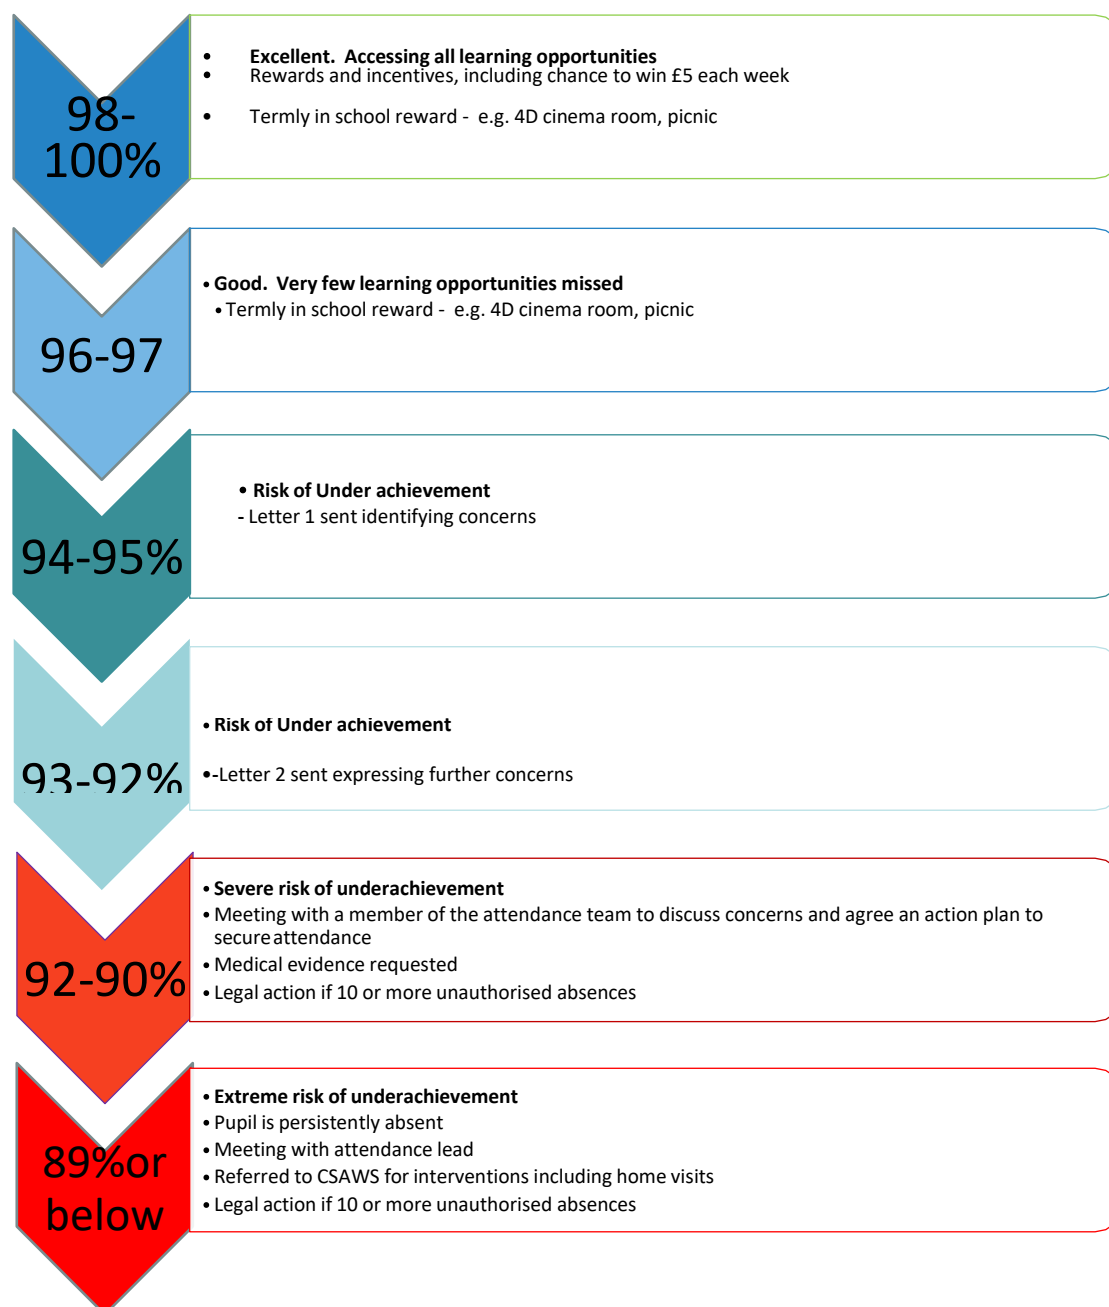 98-
100%
• Excellent.  Accessing all learning opportunities
• Rewards and incentives, including chance to win £5 each week
• Termly in school reward -  e.g. 4D cinema room, picnic
96-97
• Good.  Very few learning opportunities missed
• Termly in school reward -  e.g. 4D cinema room, picnic
94-95%
• Risk of Under achievement
- Letter 1 sent identifying concerns
93-92%
• Risk of Under achievement
•-Letter 2 sent expressing further concerns
92-90%
• Severe risk of underachievement
• Meeting with a member of the attendance team to discuss concerns and agree an action plan to
secure attendance
• Medical evidence requested
• Legal action if 10 or more unauthorised absences
89%or
below
• Extreme risk of underachievement
• Pupil is persistently absent
• Meeting with attendance lead
• Referred to CSAWS for interventions including home visits
• Legal action if 10 or more unauthorised absences